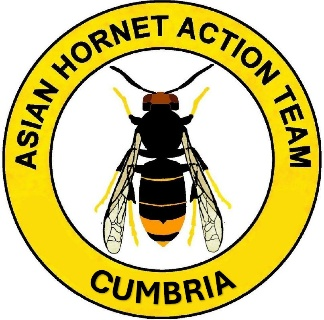 ASIAN HORNET ACTION TEAM
CUMBRIA